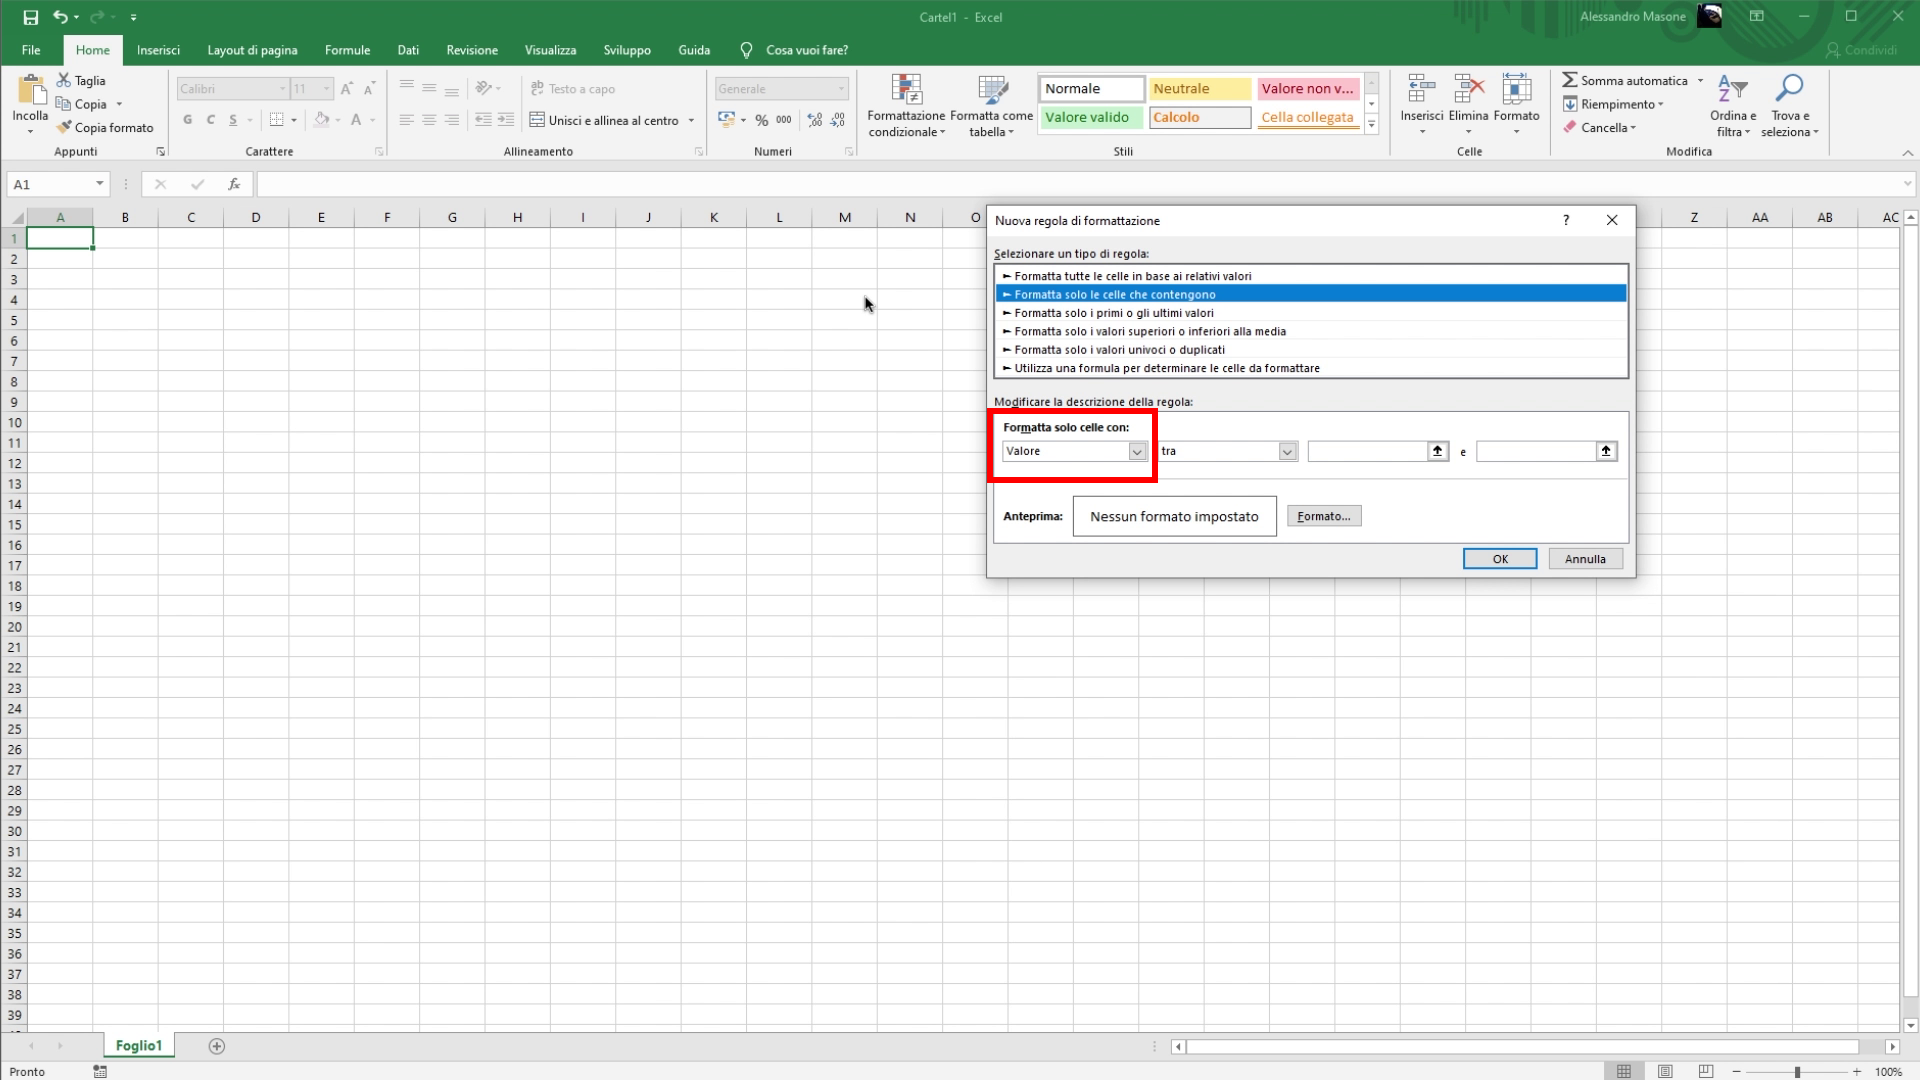 Cartel1 - Excel
Alessandro Masone
File Home Inserisci Layout di pagina Formule Dati Revisione Visualizza Sviluppo Guida Cosa vuoi fare? Condividi
Incolla
Taglia
Copia
Copia formato
Appunti
Calibri 11
G C S A
Carattere
Testo a capo
Unisci e allinea al centro
Allineamento
Generale
% 000
Numeri
Formattazione condizionale
Formatta come tabella
Normale Neutrale Valore non v...
Valore valido Calcolo Cella collegata
Stili
Inserisci Elimina Formato
Celle
Somma automatica
Riempimento
Cancella
Ordina e filtra
Trova e seleziona
Modifica
A1
fx
A B C D E F G H I J K L M N O Z AA AB AC
1
2
3
4
5
6
7
8
9
10
11
12
13
14
15
16
17
18
19
20
21
22
23
24
25
26
27
28
29
30
31
32
33
34
35
36
37
38
39
Nuova regola di formattazione ?
Selezionare un tipo di regola:
► Formatta tutte le celle in base ai relativi valori
► Formatta solo le celle che contengono
► Formatta solo i primi o gli ultimi valori
► Formatta solo i valori superiori o inferiori alla media
► Formatta solo i valori univoci o duplicati
► Utilizza una formula per determinare le celle da formattare
Modificare la descrizione della regola:
Formatta solo celle con:
Valore tra e
Anteprima: Nessun formato impostato Formato...
OK Annulla
Foglio1
Pronto 100%